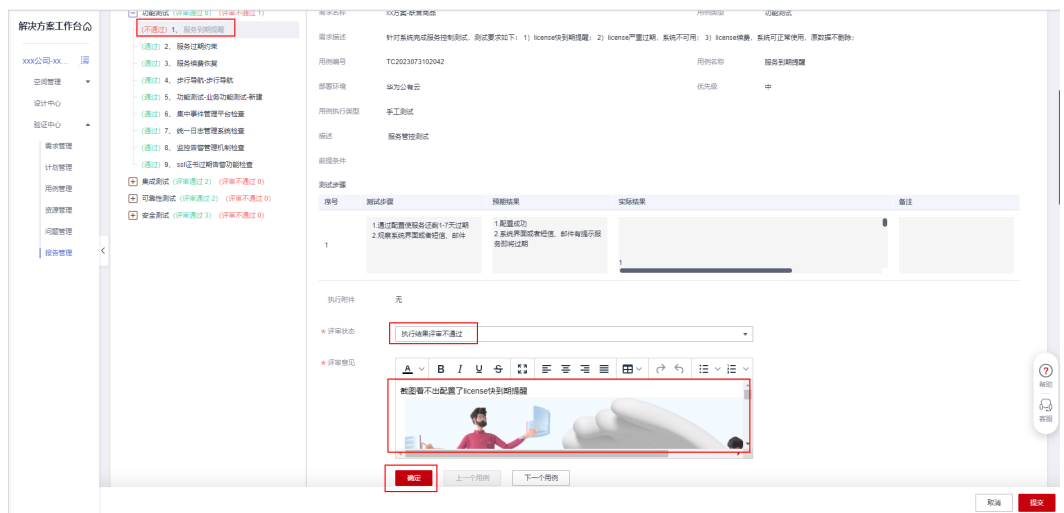 解决方案工作台
xxx公司-xx...
空间管理
设计中心
验证中心
需求管理
计划管理
用例管理
资源管理
问题管理
报告管理
功能测试 (评审通过 8) (评审不通过 1)
(不通过) 1、服务到期提醒
(通过) 2、服务过期约束
(通过) 3、服务续费恢复
(通过) 4、步行导航-步行导航
(通过) 5、功能测试-业务功能测试-新建
(通过) 6、集中事件管理平台检查
(通过) 7、统一日志管理系统检查
(通过) 8、监控告警管理机制检查
(通过) 9、ssl证书过期告警功能检查
集成测试 (评审通过 2) (评审不通过 0)
可靠性测试 (评审通过 2) (评审不通过 0)
安全测试 (评审通过 3) (评审不通过 0)
需求名称 xx方案-联营商品 用例类型 功能测试
需求描述 针对系统完成服务控制测试，测试要求如下：1）license快到期提醒；2）license严重过期，系统不可用；3）license续费，系统可正常使用，原数据不删除；
用例编号 TC2023073102042 用例名称 服务到期提醒
部署环境 华为公有云 优先级 中
用例执行类型 手工测试
描述 服务管控测试
前提条件
测试步骤
序号 测试步骤 预期结果 实际结果 备注
1
1.通过配置使服务还剩1-7天过期
2.观察系统界面或者短信、邮件
1.配置成功
2.系统界面或者短信、邮件有提示服
务即将过期
1
执行附件 无
* 评审状态 执行结果评审不通过
* 评审意见
A B I U S
截图看不出配置了license快到期提醒
确定 上一个用例 下一个用例
帮助
客服
取消 提交